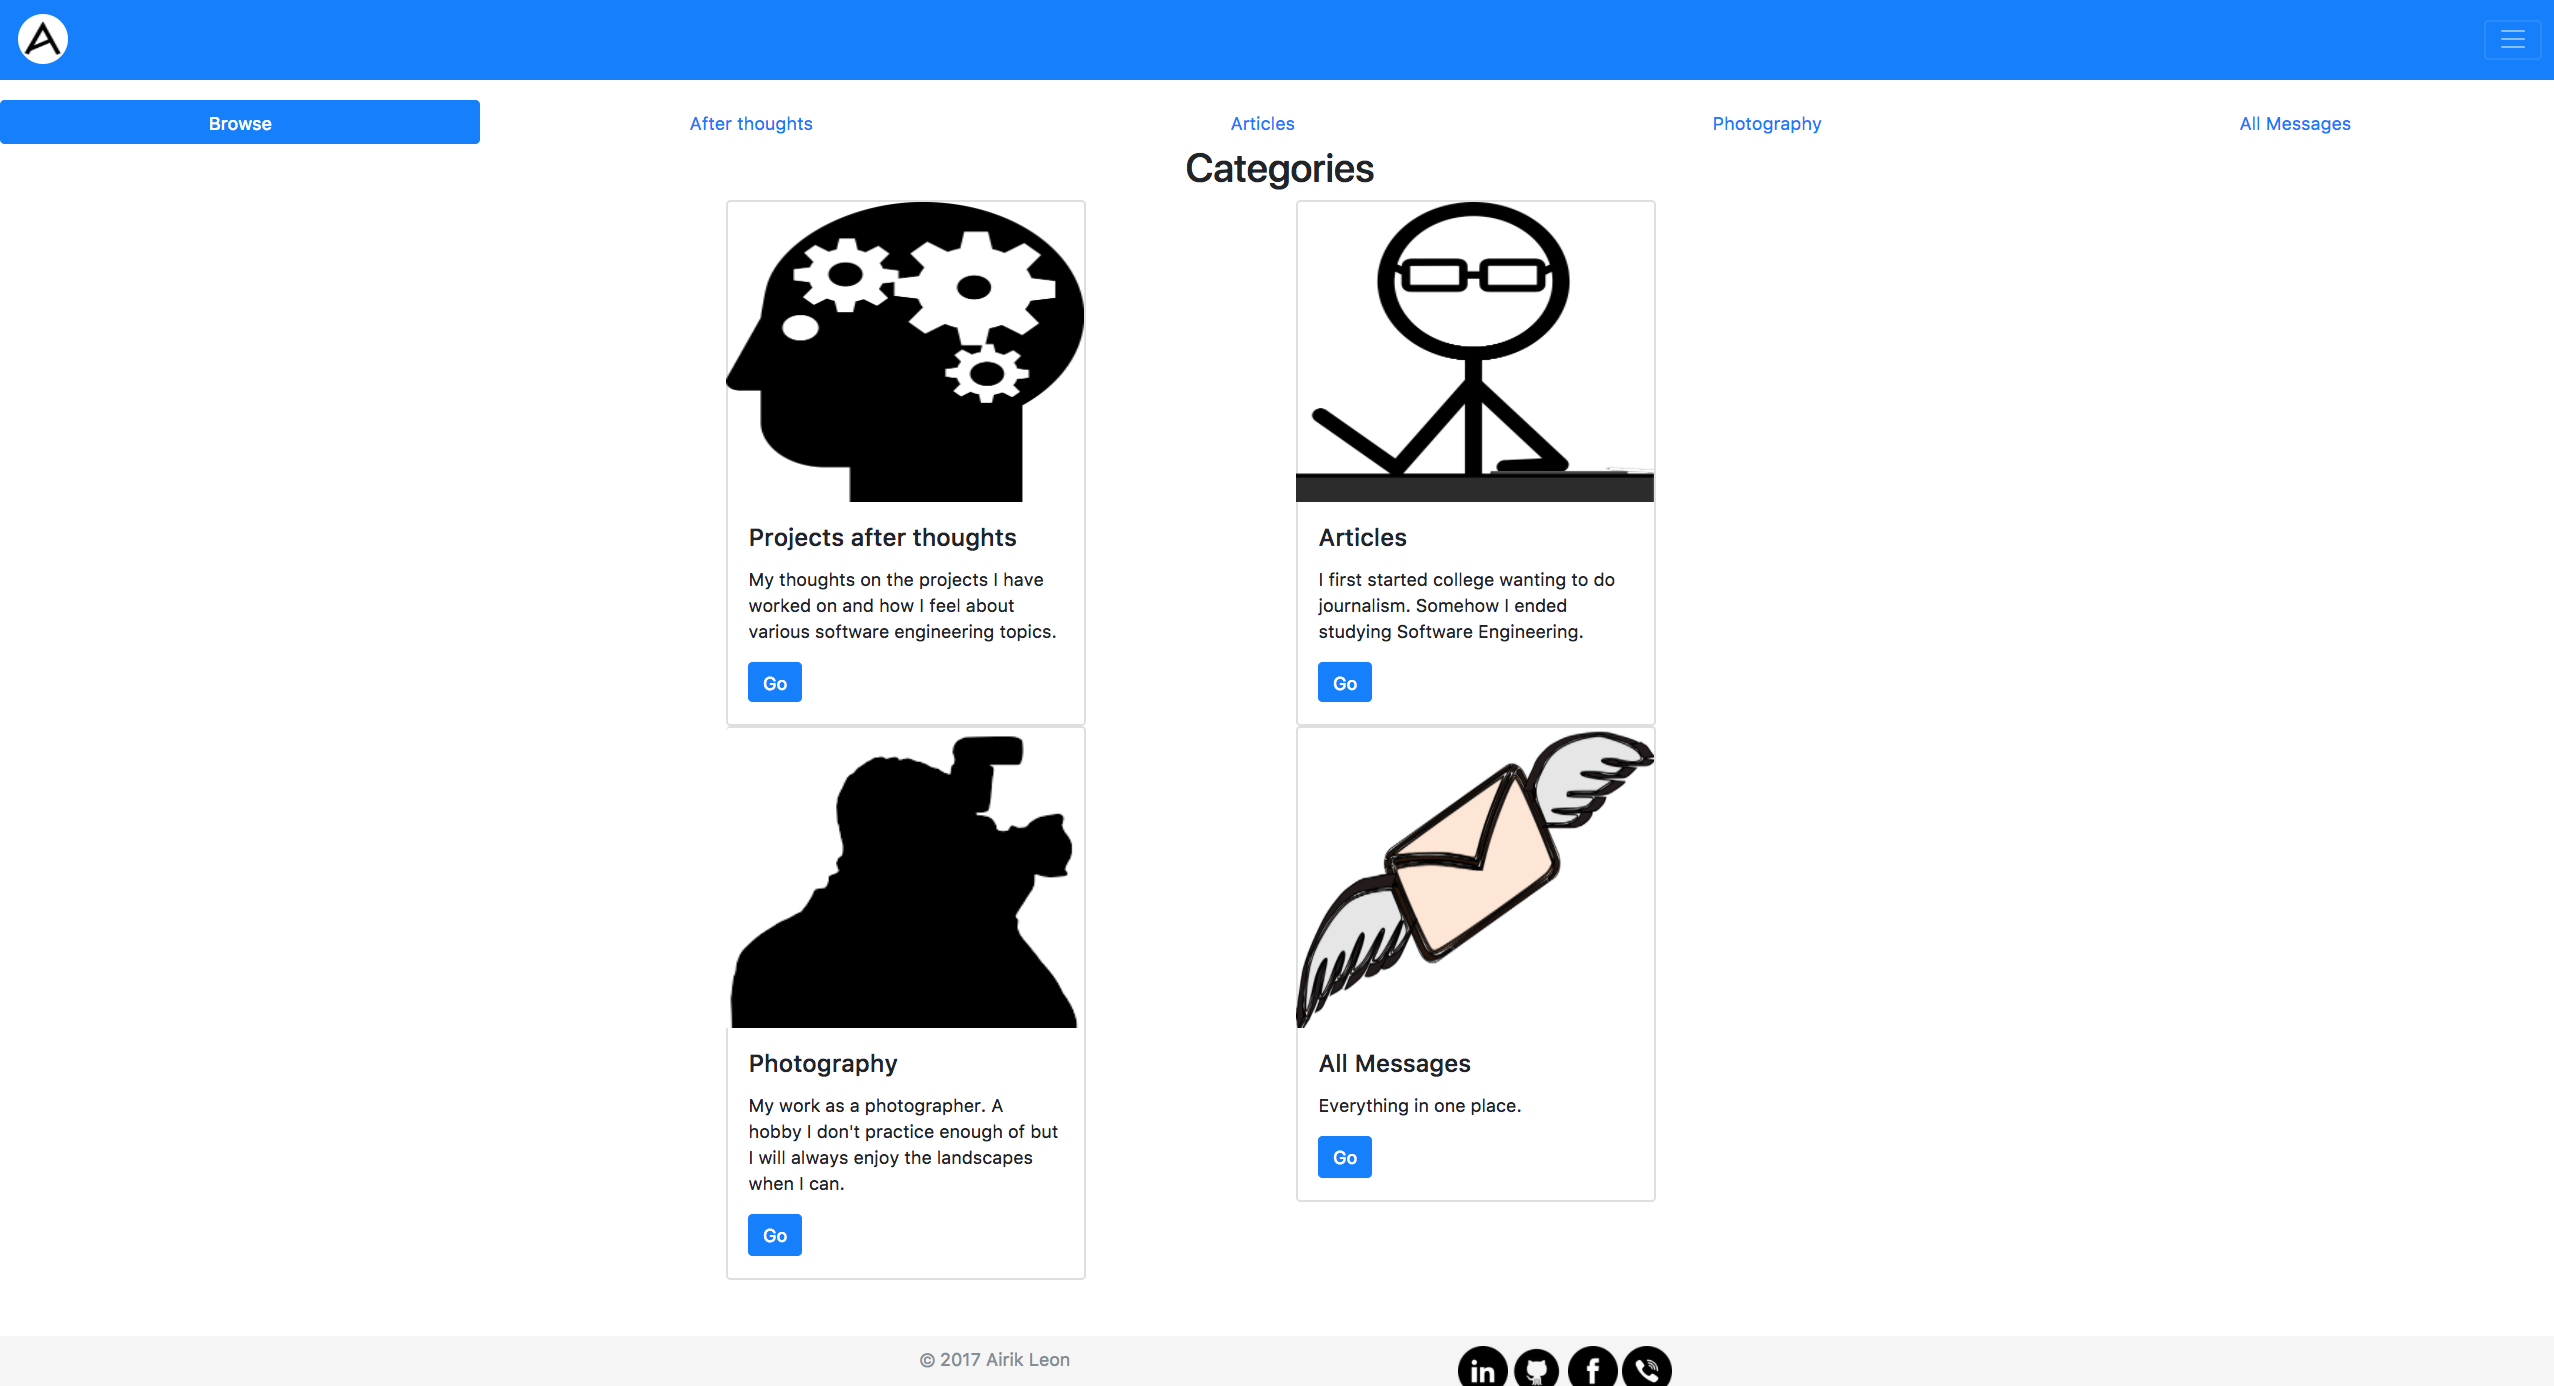 A
Browse
After thoughts
Articles
Photography
All Messages
Categories
Projects after thoughts
My thoughts on the projects I have
worked on and how I feel about
various software engineering topics.
Go
Articles
I first started college wanting to do
journalism. Somehow I ended
studying Software Engineering.
Go
Photography
My work as a photographer. A
hobby I don't practice enough of but
I will always enjoy the landscapes
when I can.
Go
All Messages
Everything in one place.
Go
© 2017 Airik Leon
in
f